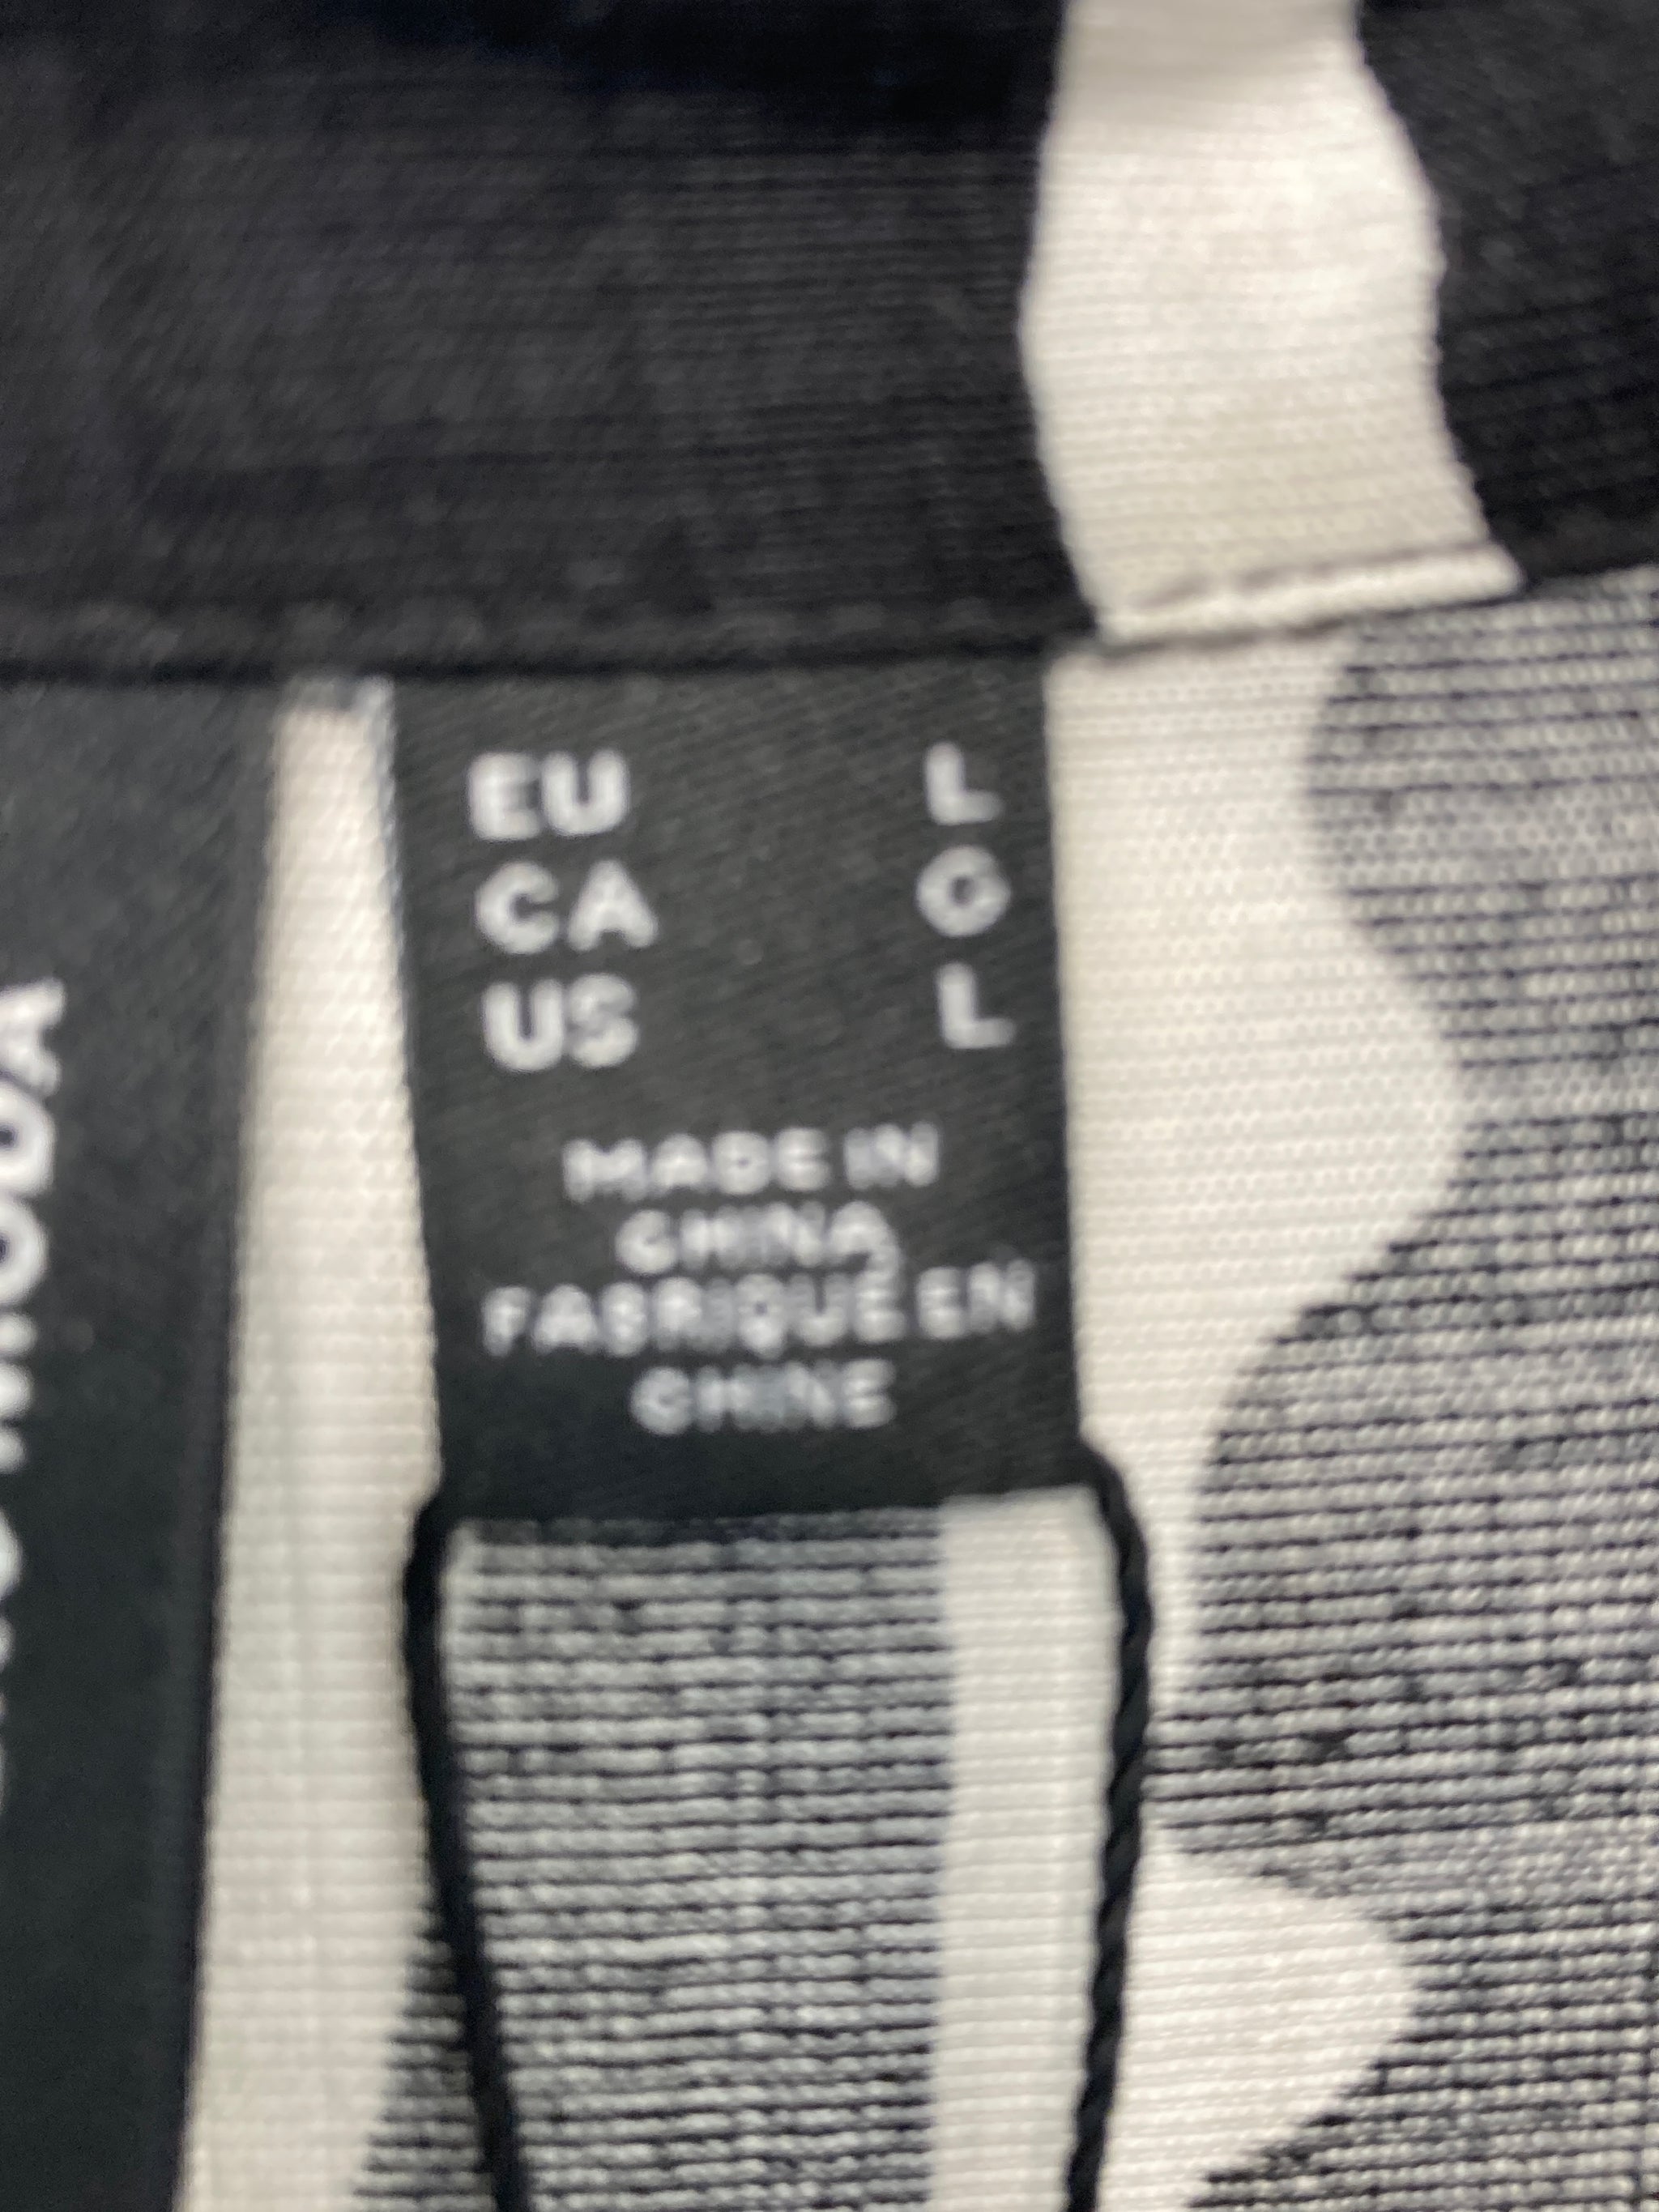 EU L
CA G
US L
MADE IN
CHINA
FABRIQUÉ EN
CHINE